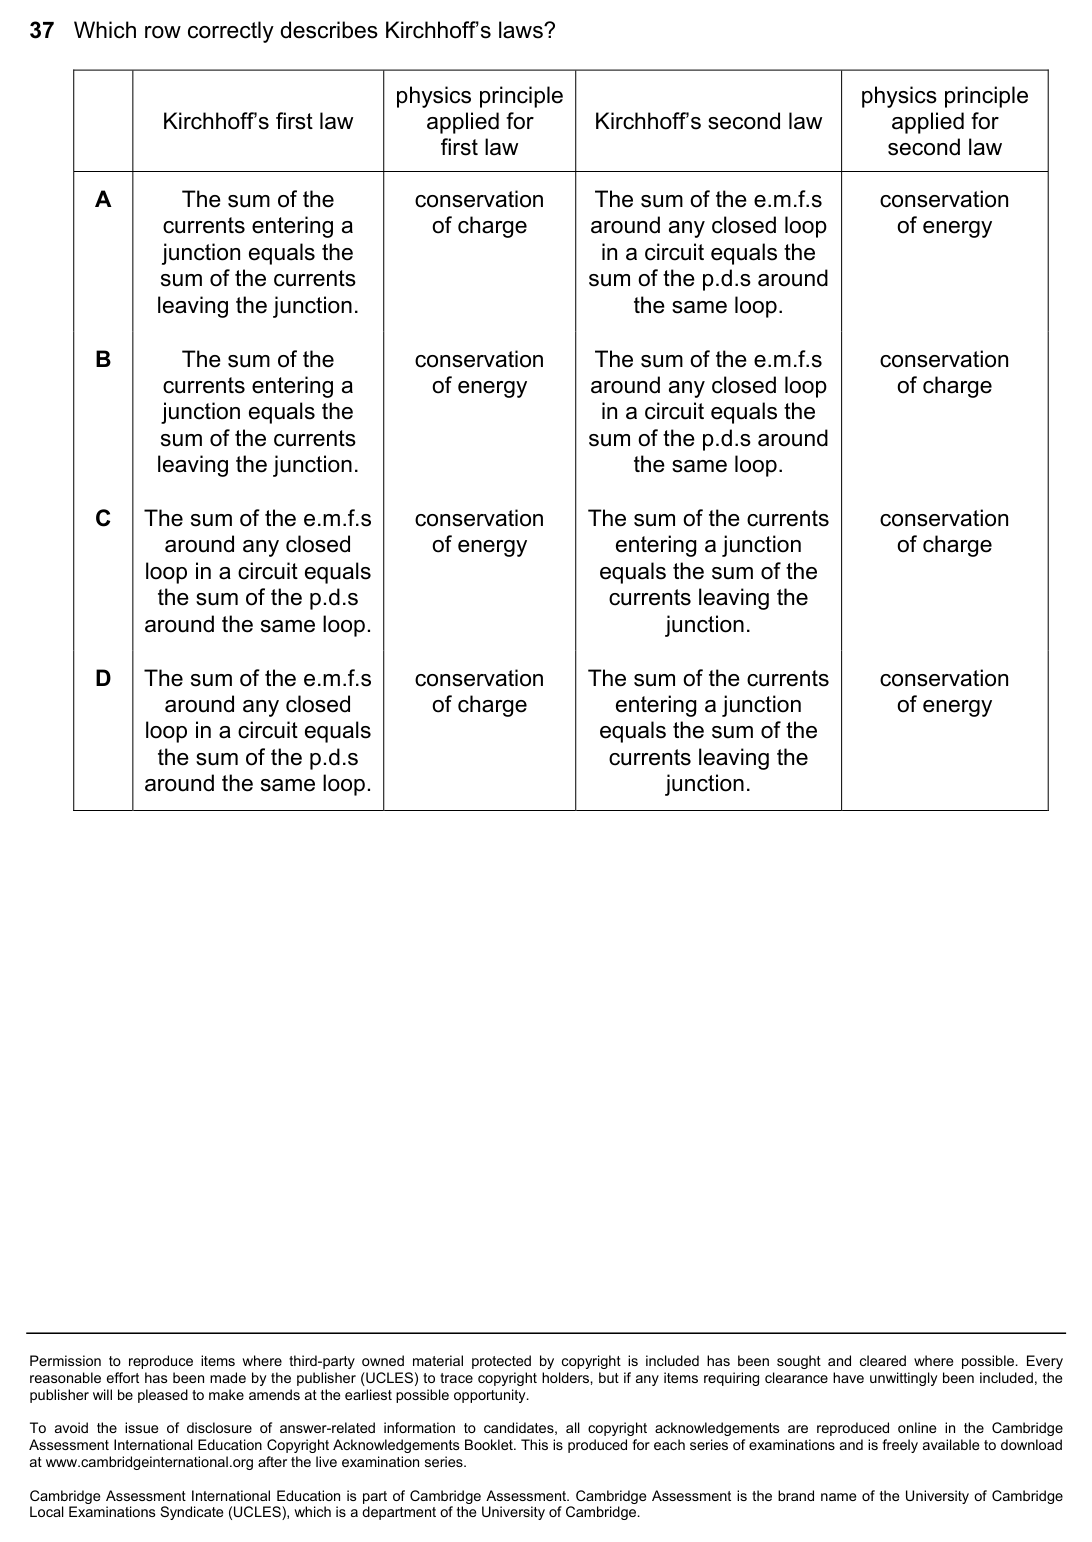 37 Which row correctly describes Kirchhoff’s laws?
Kirchhoff’s first law
physics principle
applied for
first law
Kirchhoff’s second law
physics principle
applied for
second law
A
The sum of the
currents entering a
junction equals the
sum of the currents
leaving the junction.
conservation
of charge
The sum of the e.m.f.s
around any closed loop
in a circuit equals the
sum of the p.d.s around
the same loop.
conservation
of energy
B
The sum of the
currents entering a
junction equals the
sum of the currents
leaving the junction.
conservation
of energy
The sum of the e.m.f.s
around any closed loop
in a circuit equals the
sum of the p.d.s around
the same loop.
conservation
of charge
C
The sum of the e.m.f.s
around any closed
loop in a circuit equals
the sum of the p.d.s
around the same loop.
conservation
of energy
The sum of the currents
entering a junction
equals the sum of the
currents leaving the
junction.
conservation
of charge
D
The sum of the e.m.f.s
around any closed
loop in a circuit equals
the sum of the p.d.s
around the same loop.
conservation
of charge
The sum of the currents
entering a junction
equals the sum of the
currents leaving the
junction.
conservation
of energy
Permission to reproduce items where third-party owned material protected by copyright is included has been sought and cleared where possible. Every
reasonable effort has been made by the publisher (UCLES) to trace copyright holders, but if any items requiring clearance have unwittingly been included, the
publisher will be pleased to make amends at the earliest possible opportunity.
To avoid the issue of disclosure of answer-related information to candidates, all copyright acknowledgements are reproduced online in the Cambridge
Assessment International Education Copyright Acknowledgements Booklet. This is produced for each series of examinations and is freely available to download
at www.cambridgeinternational.org after the live examination series.
Cambridge Assessment International Education is part of Cambridge Assessment. Cambridge Assessment is the brand name of the University of Cambridge
Local Examinations Syndicate (UCLES), which is a department of the University of Cambridge.